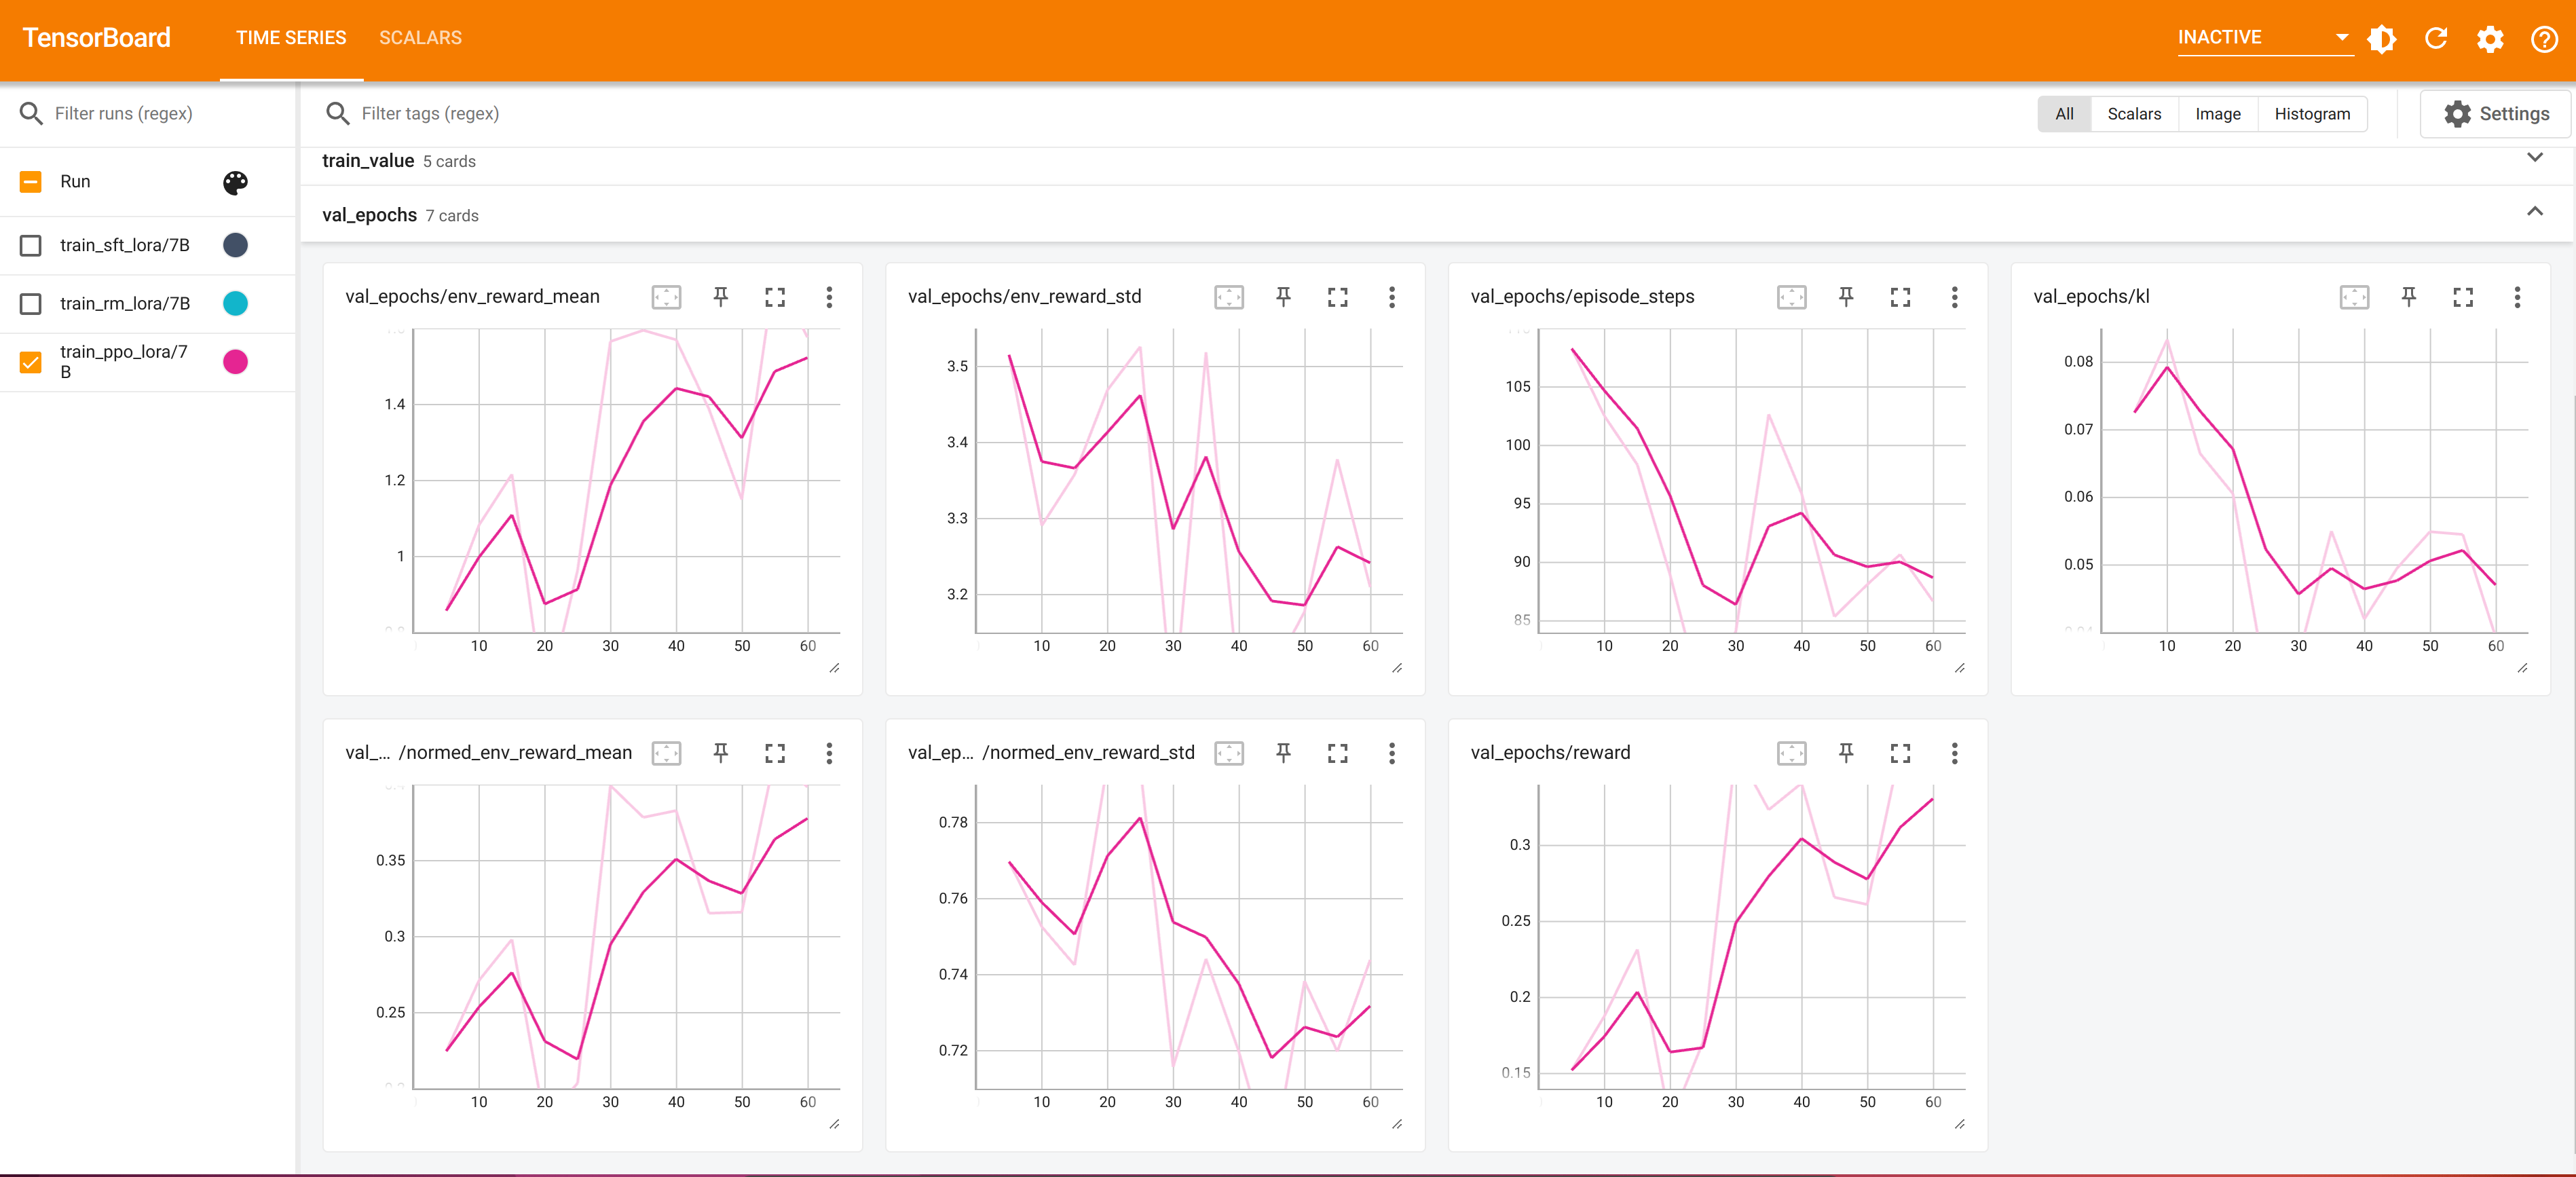 TensorBoard
TIME SERIES
SCALARS
INACTIVE
Filter runs (regex)
Filter tags (regex)
All
Scalars
Image
Histogram
Settings
Run
train_sft_lora/7B
train_rm_lora/7B
train_ppo_lora/7
B
train_value 5 cards
val_epochs 7 cards
val_epochs/env_reward_mean
1.4
1.2
1
10 20 30 40 50 60
val_epochs/env_reward_std
3.5
3.4
3.3
3.2
10 20 30 40 50 60
val_epochs/episode_steps
105
100
95
90
85
10 20 30 40 50 60
val_epochs/kl
0.08
0.07
0.06
0.05
10 20 30 40 50 60
val_... /normed_env_reward_mean
0.35
0.3
0.25
10 20 30 40 50 60
val_ep... /normed_env_reward_std
0.78
0.76
0.74
0.72
10 20 30 40 50 60
val_epochs/reward
0.3
0.25
0.2
0.15
10 20 30 40 50 60